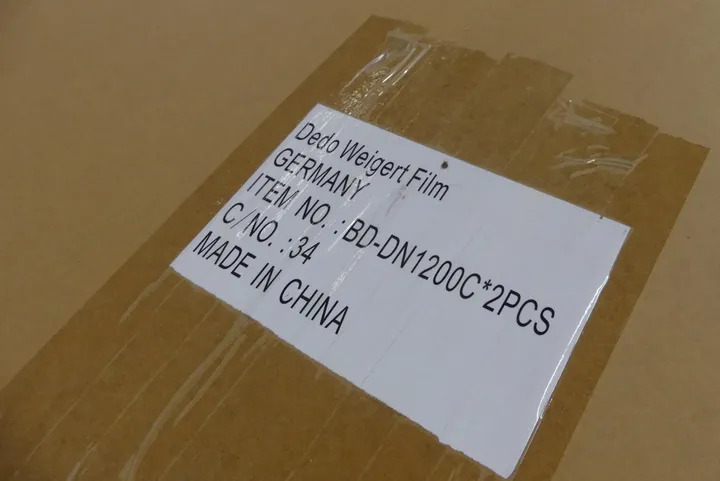 Dedo Weigert Film
GERMANY
ITEM NO. : BD-DN1200C*2PCS
C/NO. :34
MADE IN CHINA